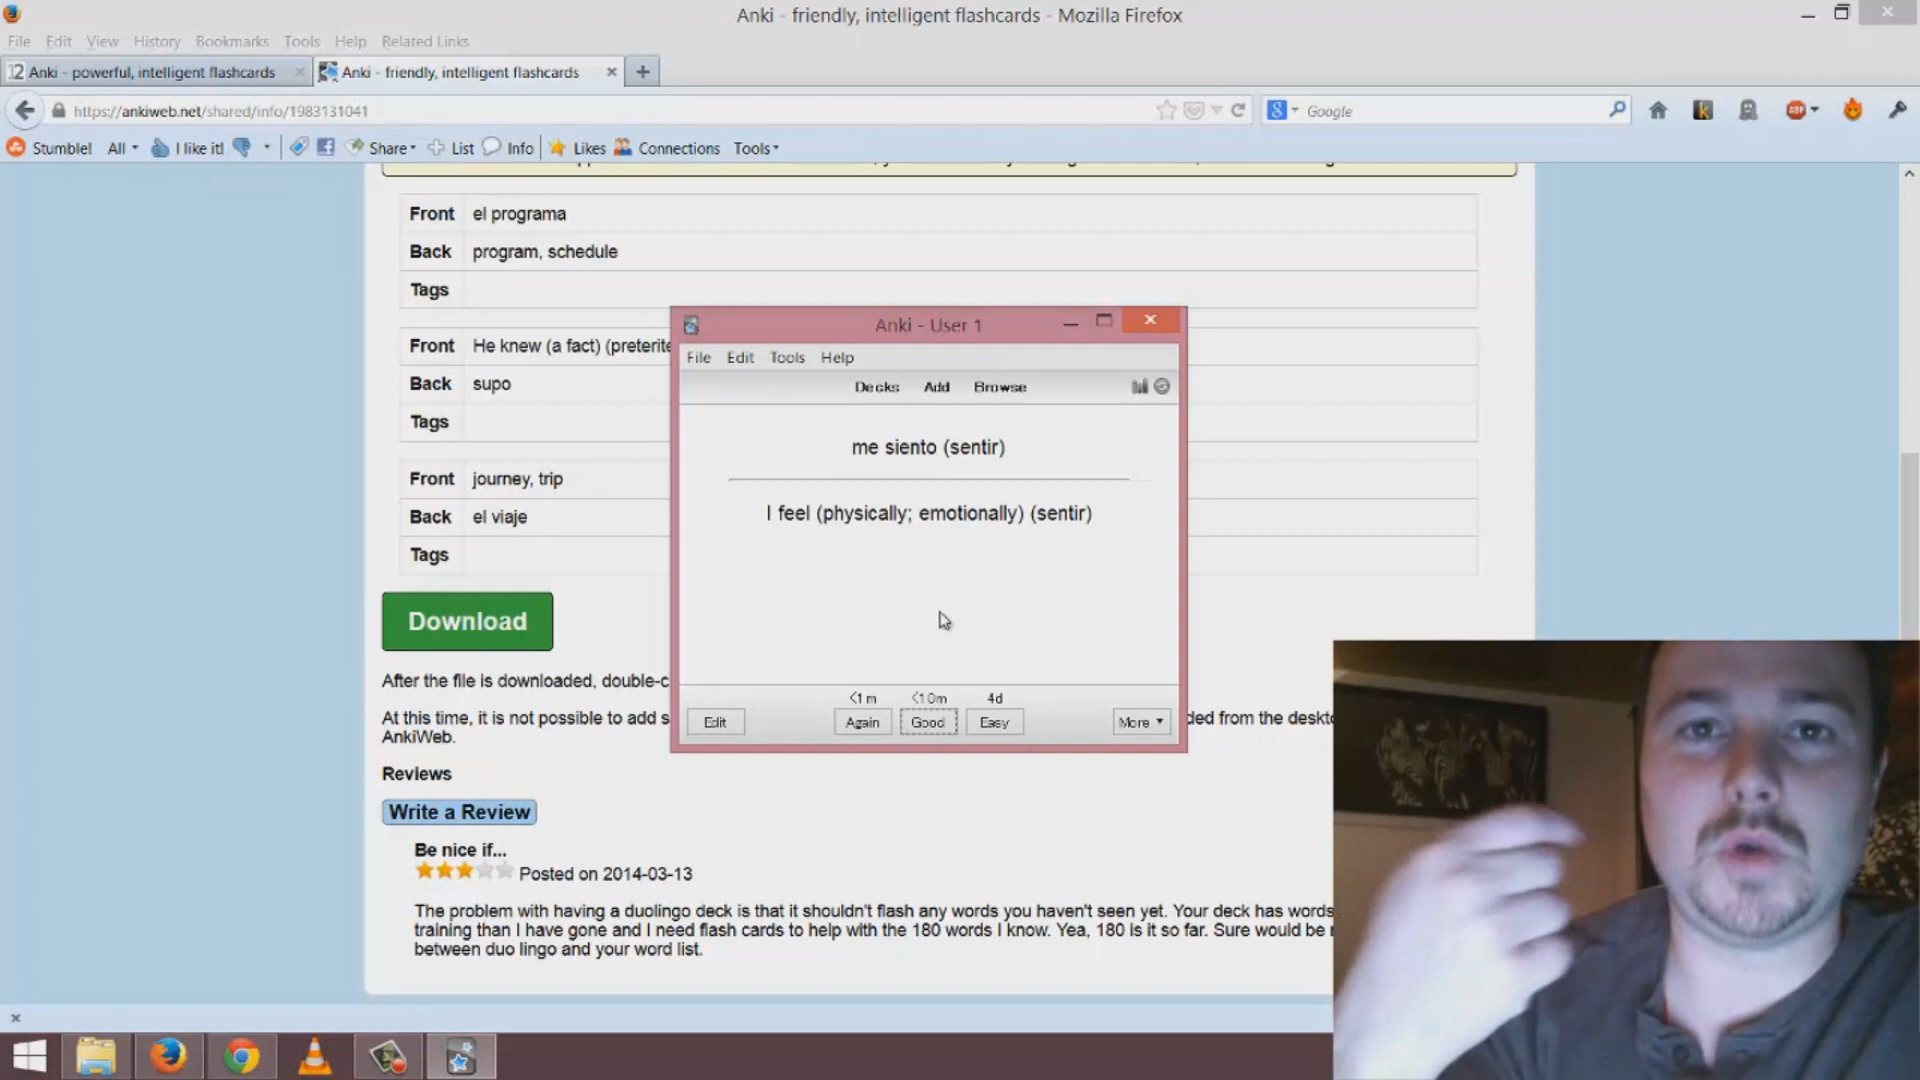 Anki - friendly, intelligent flashcards - Mozilla Firefox
File Edit View History Bookmarks Tools Help Related Links
Anki - powerful, intelligent flashcards
Anki - friendly, intelligent flashcards
https://ankiweb.net/shared/info/1983131041
Google
Stumble! All I like it! Share List Info Likes Connections Tools
Front el programa
Back program, schedule
Tags
Front He knew (a fact) (preterite
Back supo
Tags
Front journey, trip
Back el viaje
Tags
Download
After the file is downloaded, double-c
At this time, it is not possible to add s
ded from the deskto
AnkiWeb.
Reviews
Write a Review
Be nice if...
Posted on 2014-03-13
The problem with having a duolingo deck is that it shouldn't flash any words you haven't seen yet. Your deck has words
training than I have gone and I need flash cards to help with the 180 words I know. Yea, 180 is it so far. Sure would be
between duo lingo and your word list.
Anki - User 1
File Edit Tools Help
Decks Add Browse
me siento (sentir)
I feel (physically; emotionally) (sentir)
<1m <10m 4d
Edit Again Good Easy More